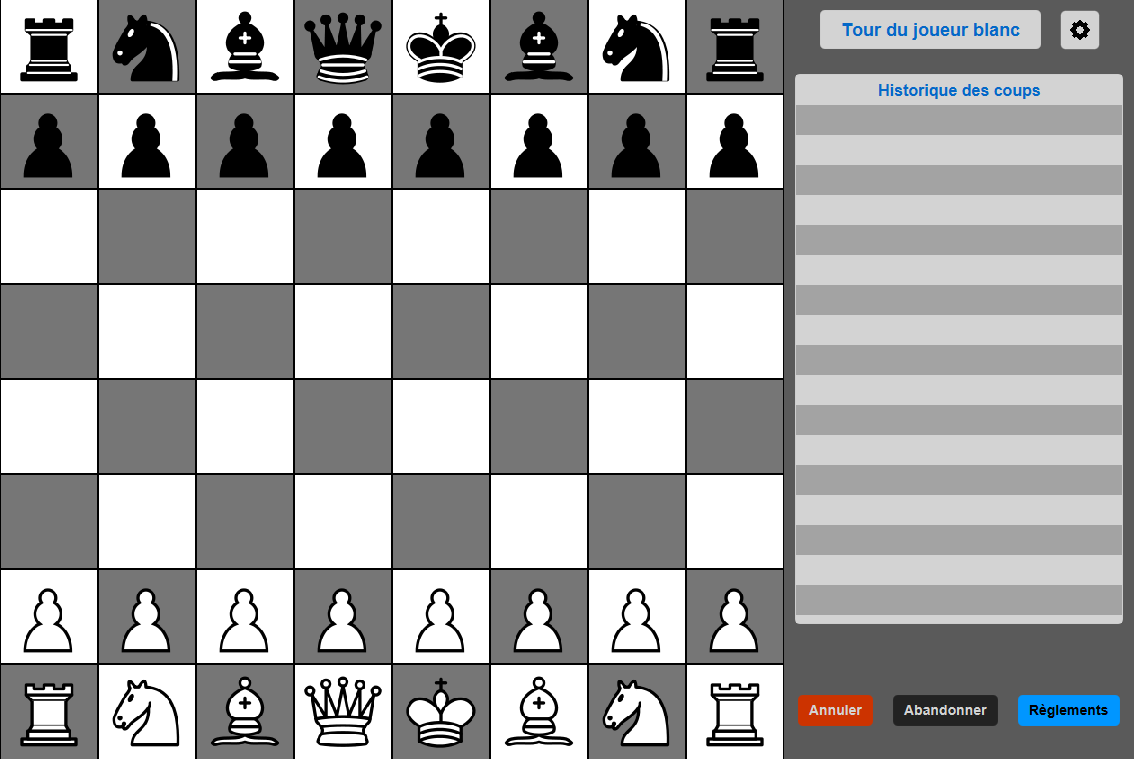 Tour du joueur blanc
Historique des coups
Annuler
Abandonner
Règlements